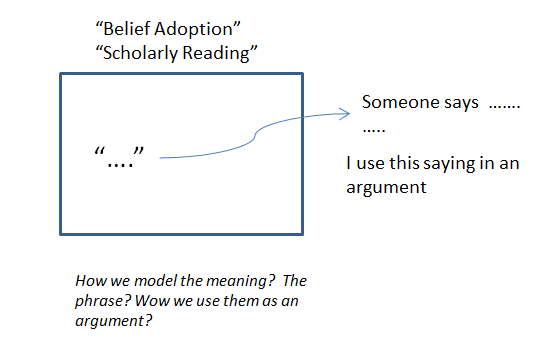 “Belief Adoption”
“Scholarly Reading”
“....”
Someone says  .......
.....
I use this saying in an
argument
How we model the meaning?  The
phrase? Wow we use them as an
argument?